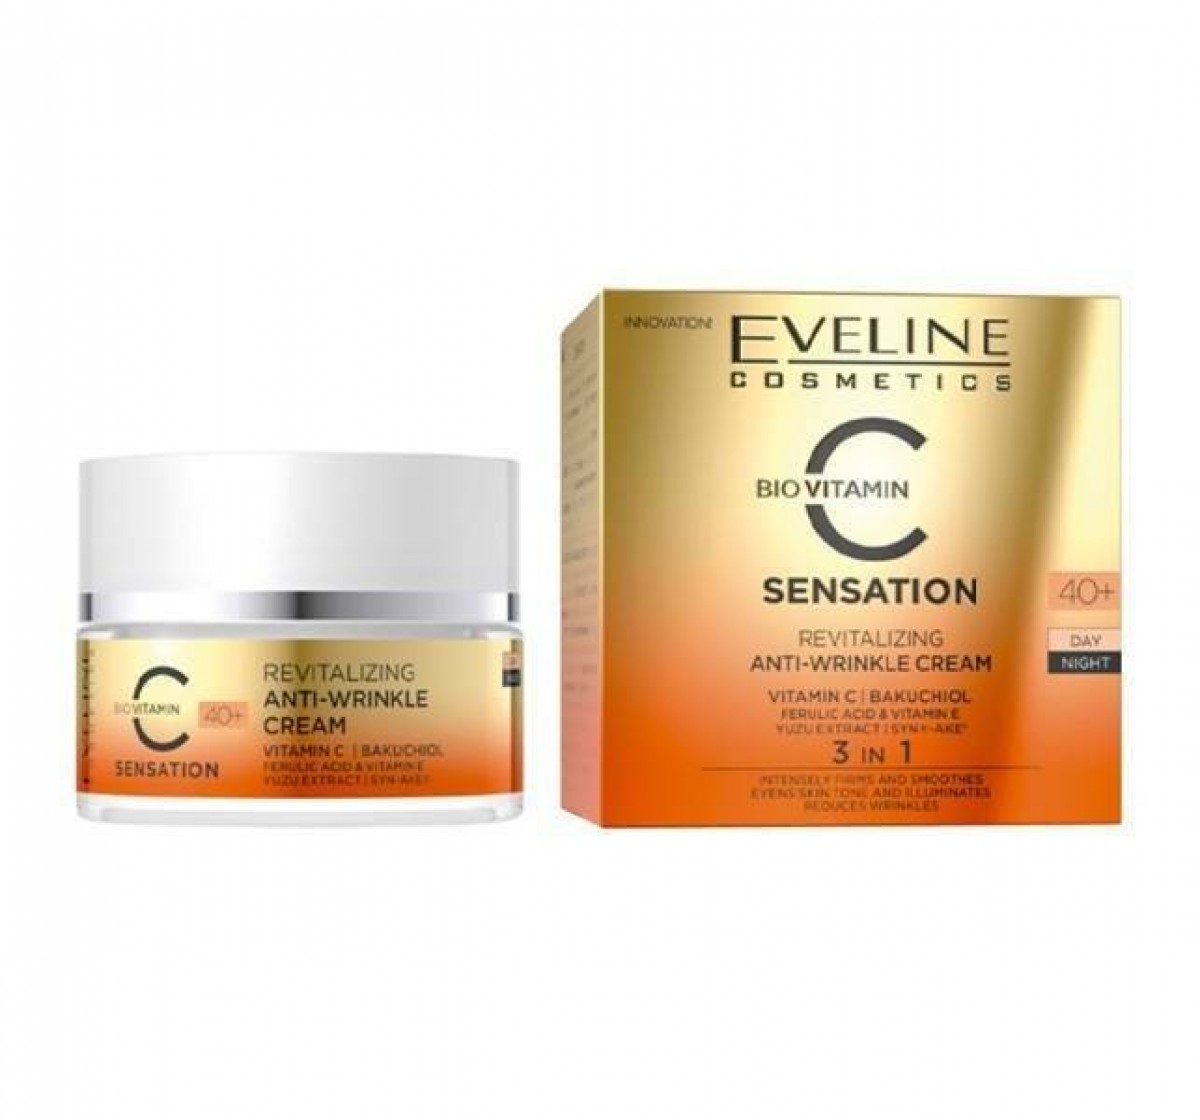 REVITALIZING
ANTI-WRINKLE
CREAM
BIO VITAMIN
C
40+
SENSATION
VITAMIN C | BAKUCHIOL
FERULIC ACID & VITAMIN E
YUZU EXTRACT | SYN-AKE®
INNOVATION!
EVELINE
COSMETICS
BIO VITAMIN
C
SENSATION
40+
REVITALIZING
ANTI-WRINKLE CREAM
DAY
NIGHT
VITAMIN C | BAKUCHIOL
FERULIC ACID & VITAMIN E
YUZU EXTRACT | SYN-AKE®
3 IN 1
INTENSELY FIRMS AND SMOOTHES
EVENS SKIN TONE AND ILLUMINATES
REDUCES WRINKLES